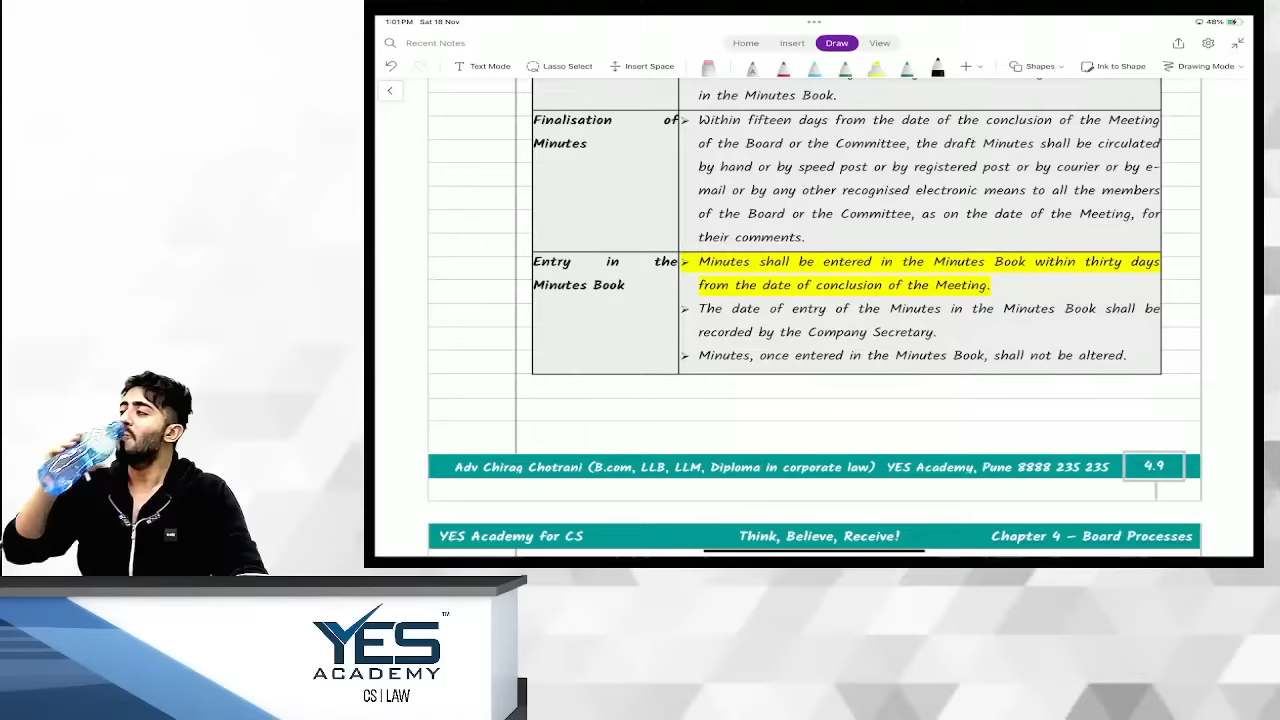 1:01PM Sat 18 Nov
48%
Recent Notes
Home Insert Draw View
Text Mode Lasso Select Insert Space Shapes Ink to Shape Drawing Mode
in the Minutes Book.
Finalisation of Minutes
➢ Within fifteen days from the date of the conclusion of the Meeting
of the Board or the Committee, the draft Minutes shall be circulated
by hand or by speed post or by registered post or by courier or by e-
mail or by any other recognised electronic means to all the members
of the Board or the Committee, as on the date of the Meeting, for
their comments.
Entry in the Minutes Book
➢ Minutes shall be entered in the Minutes Book within thirty days
from the date of conclusion of the Meeting.
➢ The date of entry of the Minutes in the Minutes Book shall be
recorded by the Company Secretary.
➢ Minutes, once entered in the Minutes Book, shall not be altered.
Adv Chirag Chotrani (B.com, LLB, LLM, Diploma in corporate law) YES Academy, Pune 8888 235 235 4.9
YES Academy for CS Think, Believe, Receive! Chapter 4 – Board Processes
YES TM
ACADEMY
CS | LAW